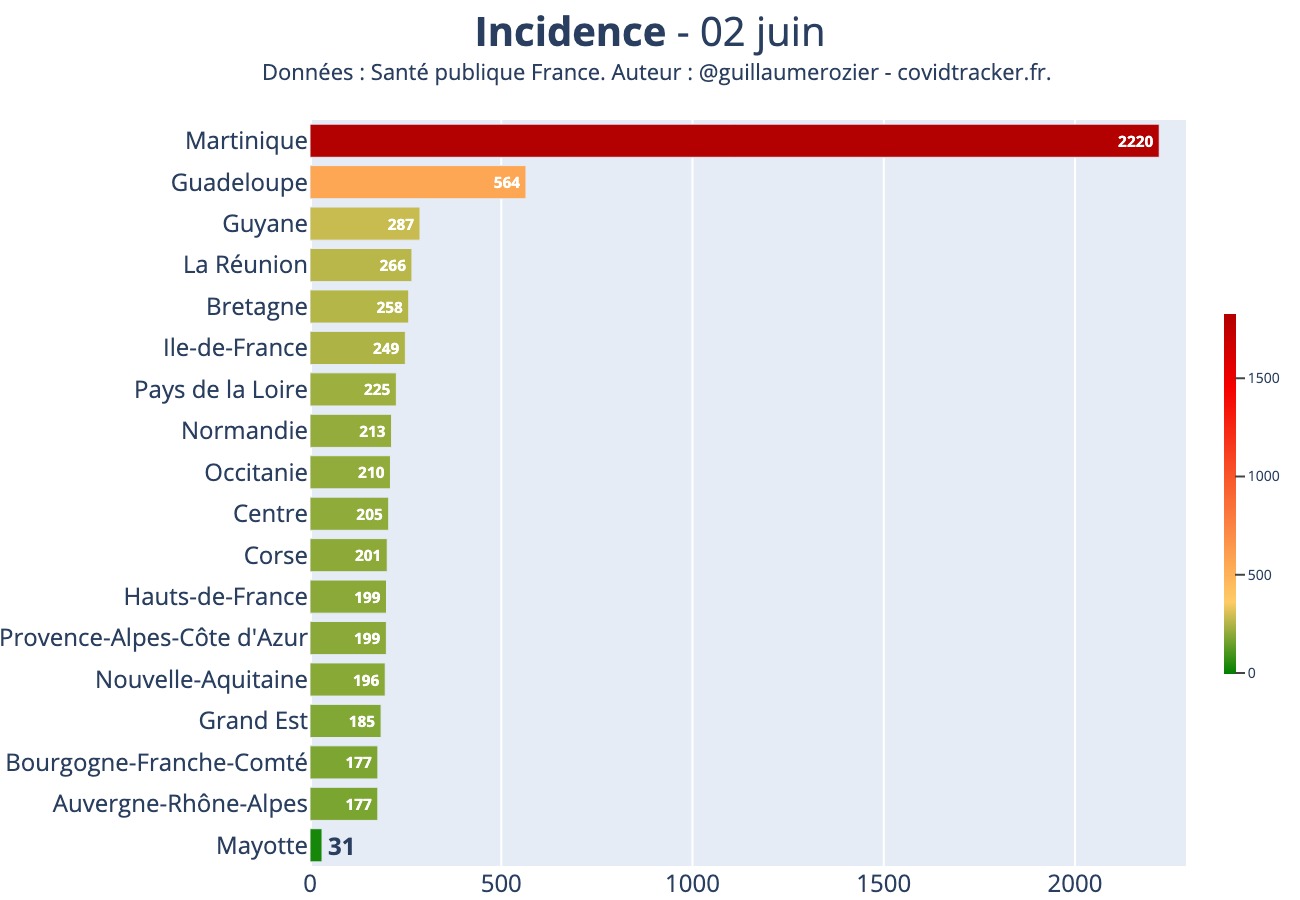 Incidence - 02 juin
Données : Santé publique France. Auteur : @guillaumerozier - covidtracker.fr.
Martinique 2220
Guadeloupe 564
Guyane 287
La Réunion 266
Bretagne 258
Ile-de-France 249
Pays de la Loire 225
Normandie 213
Occitanie 210
Centre 205
Corse 201
Hauts-de-France 199
Provence-Alpes-Côte d'Azur 199
Nouvelle-Aquitaine 196
Grand Est 185
Bourgogne-Franche-Comté 177
Auvergne-Rhône-Alpes 177
Mayotte 31
0 500 1000 1500 2000
1500
1000
500
0